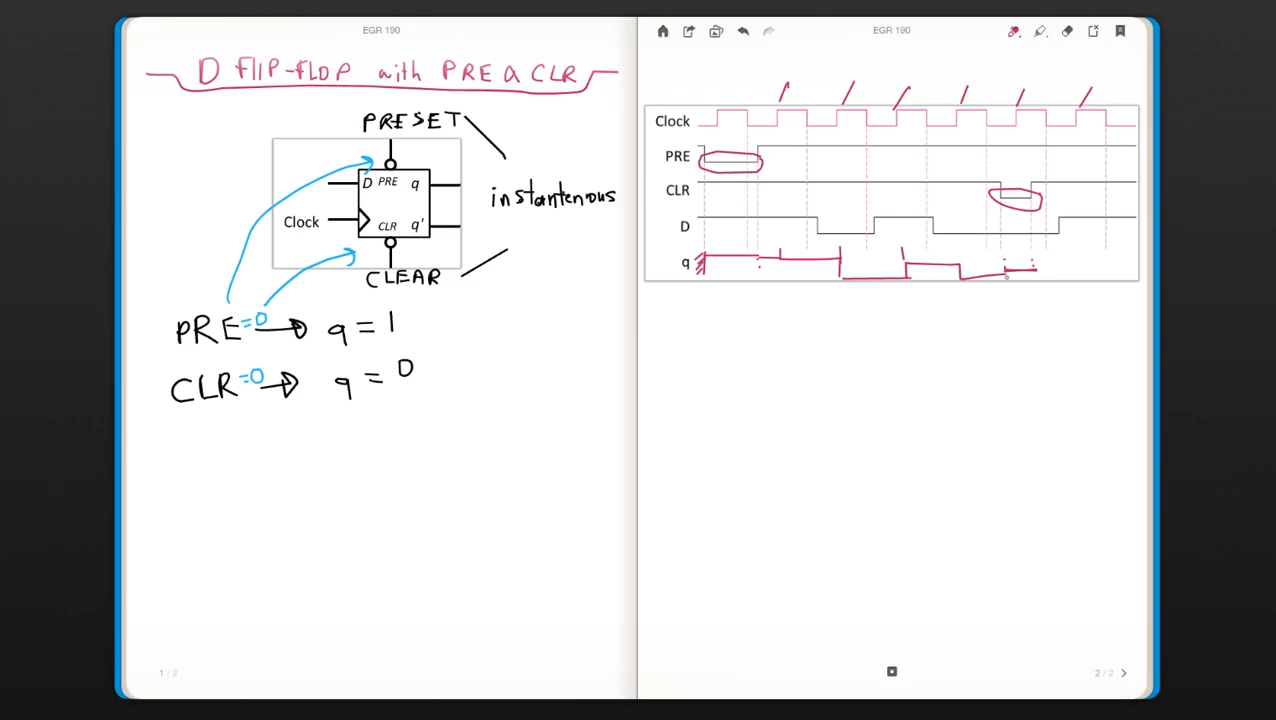 EGR 190
D FLIP-FLOP with PRE & CLR
PRESET
D PRE q
Clock
CLR q'
CLEAR
instantenous
PRE=0 → q = 1
CLR=0 → q = 0
1 / 2
EGR 190
Clock
PRE
CLR
D
q
2 / 2